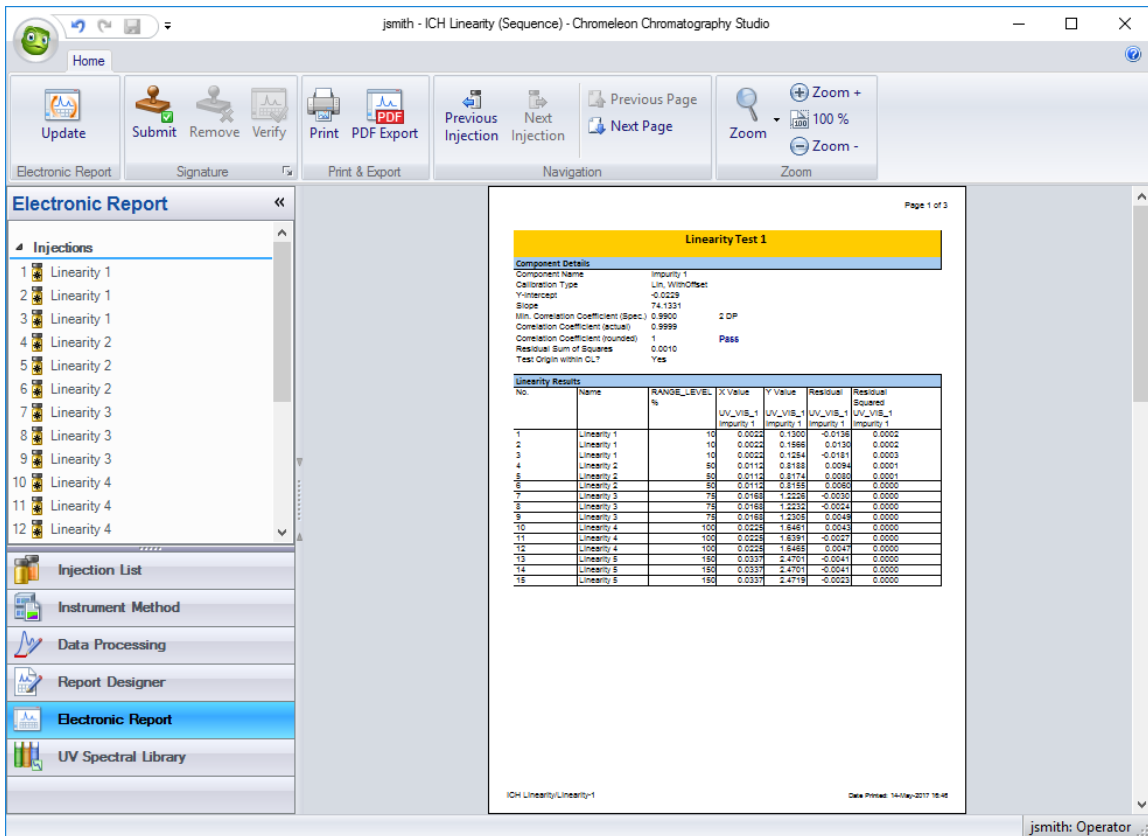 jsmith - ICH Linearity (Sequence) - Chromeleon Chromatography Studio
Home
Update
Submit Remove Verify
Print PDF Export
PDF
Previous Injection
Next Injection
Previous Page
Next Page
Zoom
Zoom +
100 %
Zoom -
Electronic Report Signature Print & Export Navigation Zoom
Electronic Report «
Injections
1 Linearity 1
2 Linearity 1
3 Linearity 1
4 Linearity 2
5 Linearity 2
6 Linearity 2
7 Linearity 3
8 Linearity 3
9 Linearity 3
10 Linearity 4
11 Linearity 4
12 Linearity 4
Injection List
Instrument Method
Data Processing
Report Designer
Electronic Report
UV Spectral Library
Page 1 of 3
Linearity Test 1
Component Details
Component Name Impurity 1
Calibration Type Lin, WithOffset
Y-Intercept -0.0229
Slope 74.1331
Min. Correlation Coefficient (Spec.) 0.9900 2 DP
Correlation Coefficient (actual) 0.9999
Correlation Coefficient (rounded) 1 Pass
Residual Sum of Squares 0.0010
Test Origin within CL? Yes
Linearity Results
No. Name RANGE_LEVEL X Value Y Value Residual Residual
% Squared
UV_VIS_1 UV_VIS_1 UV_VIS_1 UV_VIS_1
Impurity 1 Impurity 1 Impurity 1 Impurity 1
1 Linearity 1 10 0.0022 0.1300 -0.0136 0.0002
2 Linearity 1 10 0.0022 0.1566 0.0130 0.0002
3 Linearity 1 10 0.0022 0.1254 -0.0181 0.0003
4 Linearity 2 50 0.0112 0.8188 0.0094 0.0001
5 Linearity 2 50 0.0112 0.8174 0.0080 0.0001
6 Linearity 2 50 0.0112 0.8155 0.0060 0.0000
7 Linearity 3 75 0.0168 1.2226 -0.0030 0.0000
8 Linearity 3 75 0.0168 1.2232 -0.0024 0.0000
9 Linearity 3 75 0.0168 1.2305 0.0049 0.0000
10 Linearity 4 100 0.0225 1.6461 0.0043 0.0000
11 Linearity 4 100 0.0225 1.6391 -0.0027 0.0000
12 Linearity 4 100 0.0225 1.6465 0.0047 0.0000
13 Linearity 5 150 0.0337 2.4701 -0.0041 0.0000
14 Linearity 5 150 0.0337 2.4701 -0.0041 0.0000
15 Linearity 5 150 0.0337 2.4719 -0.0023 0.0000
ICH Linearity/Linearity-1 Date Printed: 14-May-2017 16:46
jsmith: Operator